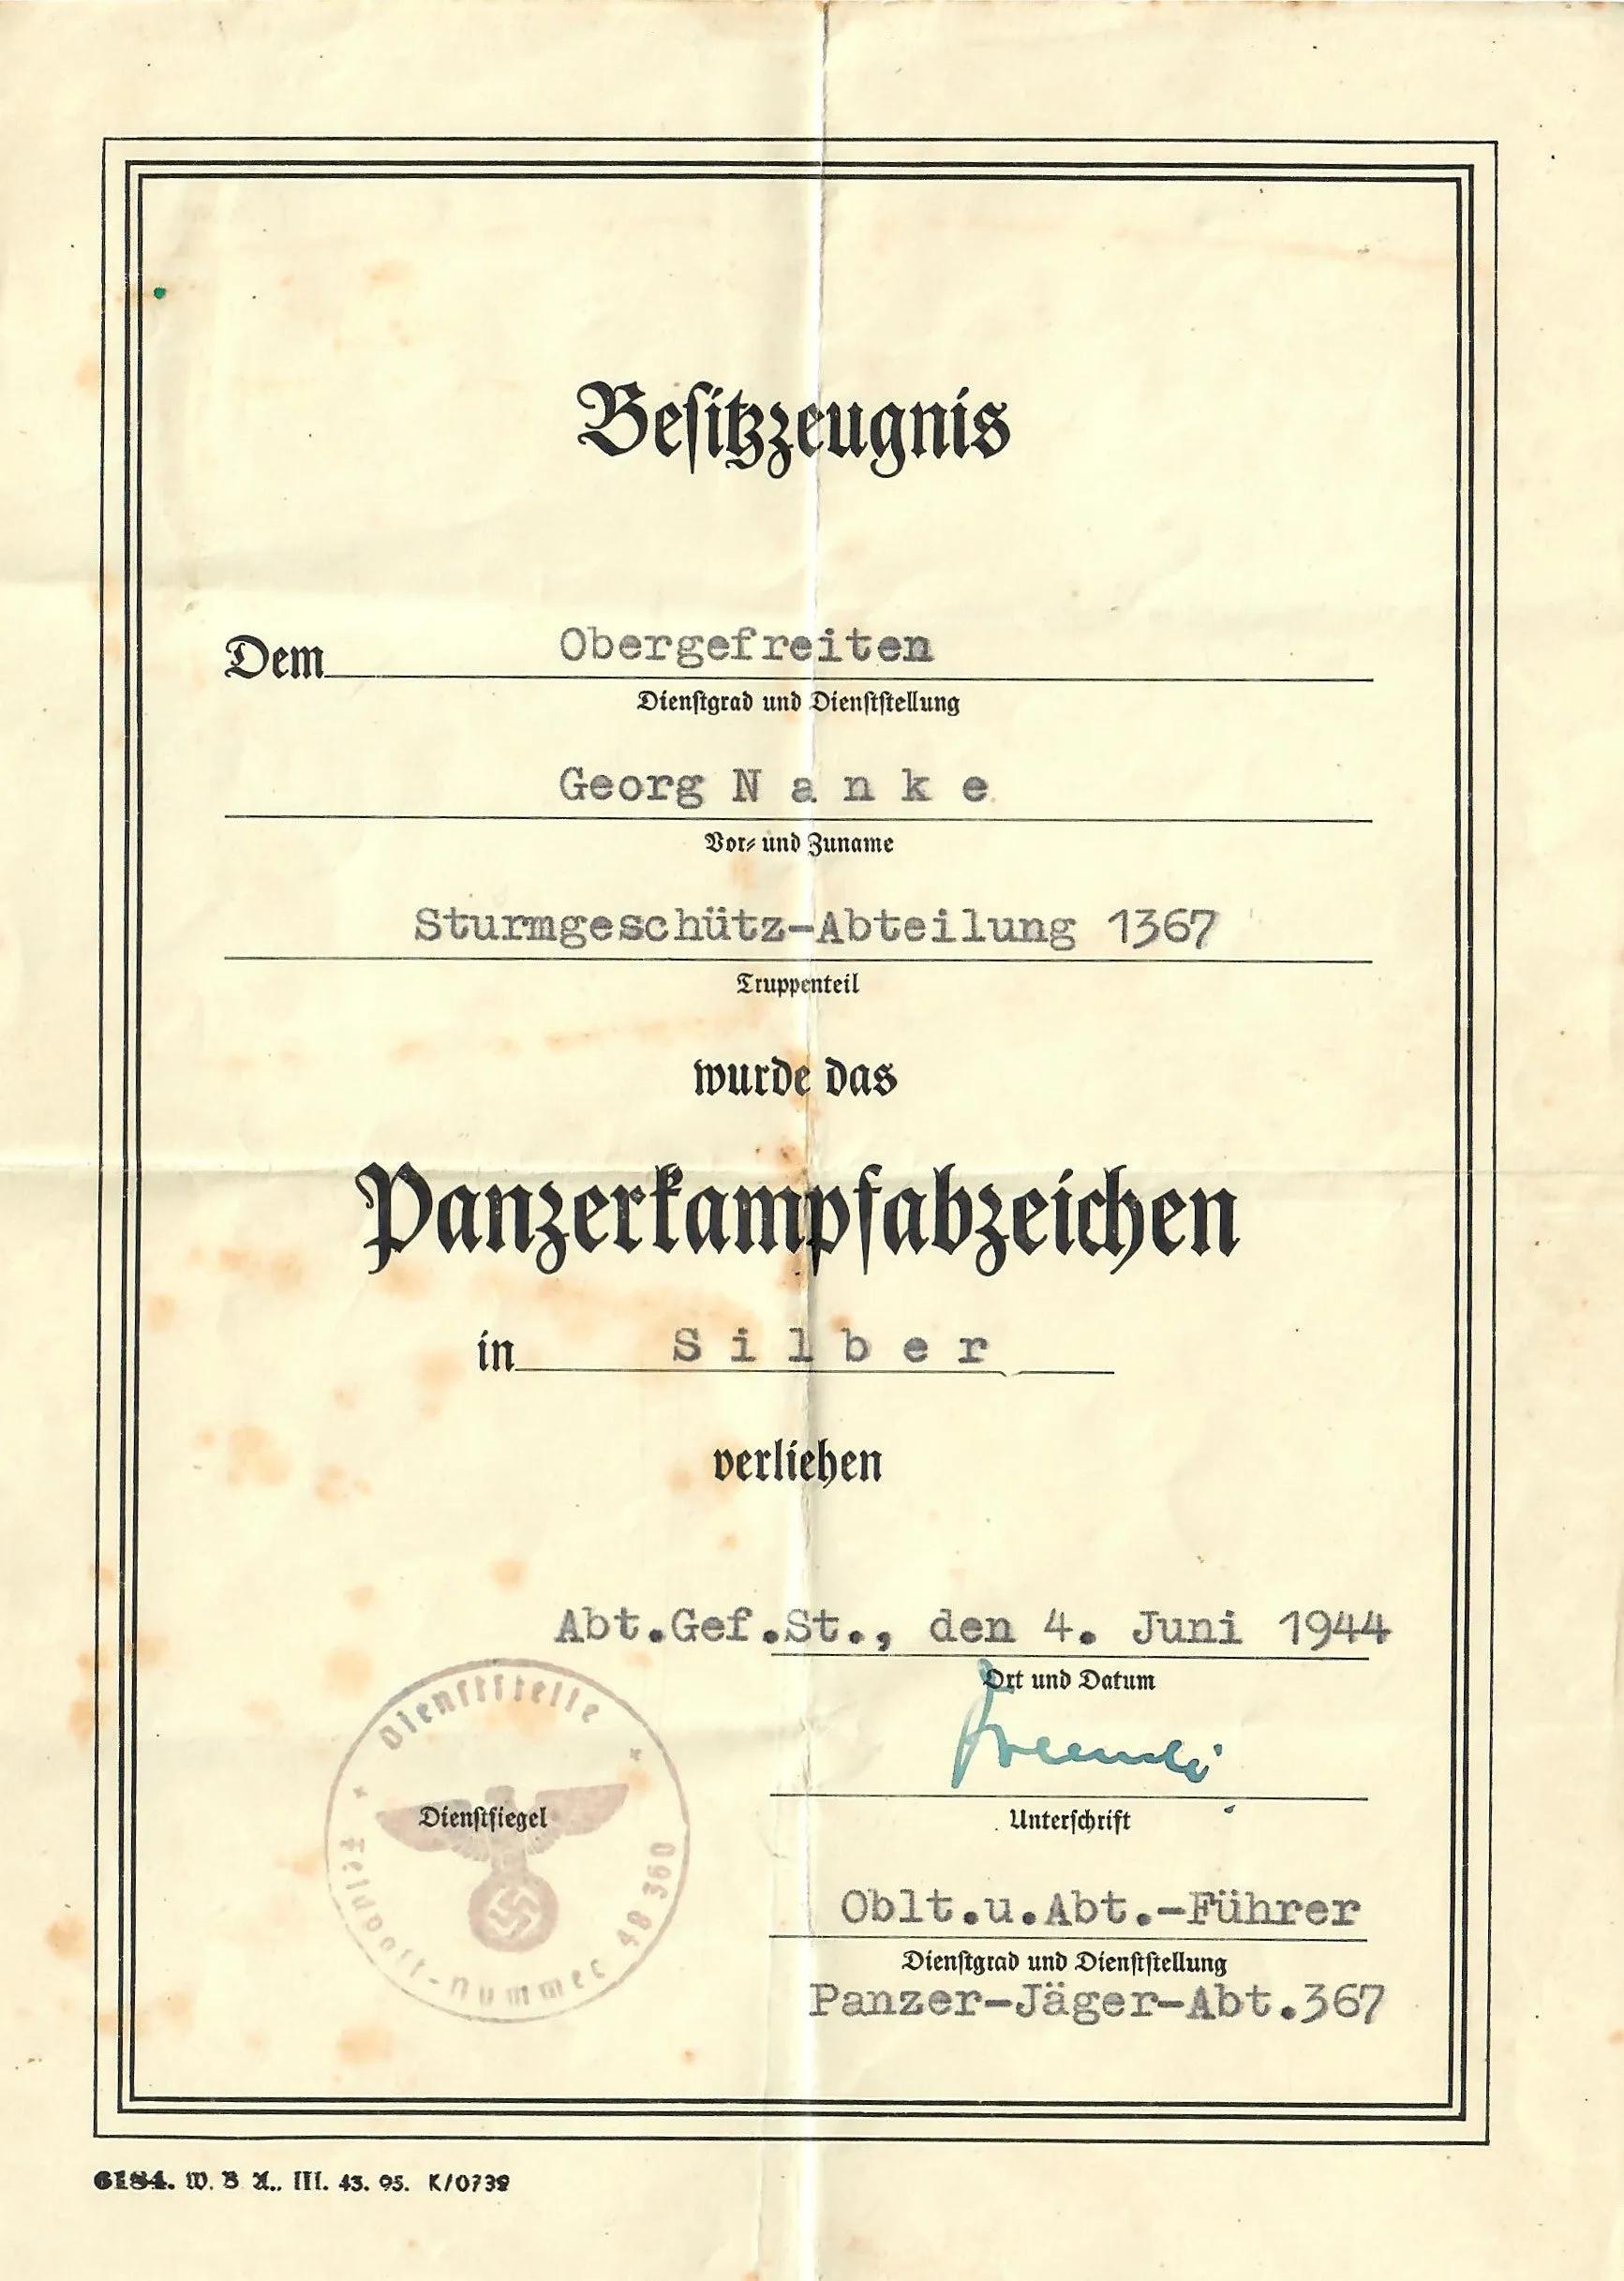 Besitzzeugnis
Dem Obergefreiten
Dienstgrad und Dienststellung
Georg N a n k e
Vor- und Zuname
Sturmgeschütz-Abteilung 1367
Truppenteil
wurde das
Panzerkampfabzeichen
in S i l b e r
verliehen
Abt.Gef.St., den 4. Juni 1944
Ort und Datum
Unterschrift
Dienststelle
Dienstsiegel
Feldpost-Nummer 48 360
Oblt.u.Abt.-Führer
Dienstgrad und Dienststellung
Panzer-Jäger-Abt.367
6184. W. B A.. III. 43. 95. K/0739